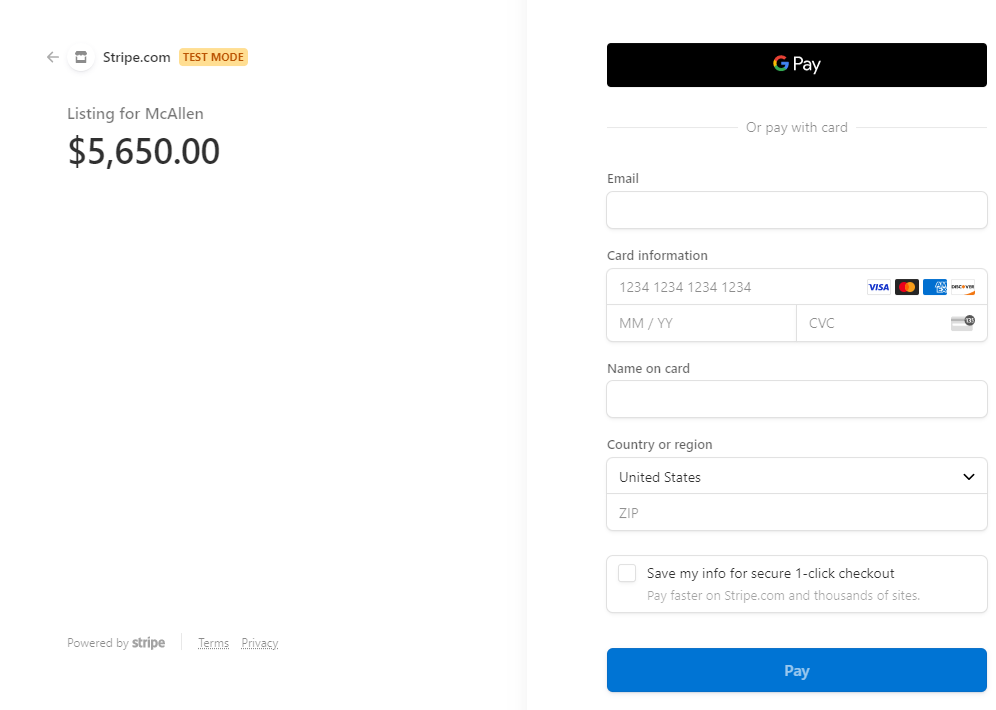 Stripe.com TEST MODE
Listing for McAllen
$5,650.00
Powered by stripe Terms Privacy
G Pay
Or pay with card
Email
Card information
1234 1234 1234 1234 VISA AMEX DISCOVER
MM / YY CVC 135
Name on card
Country or region
United States
ZIP
Save my info for secure 1-click checkout
Pay faster on Stripe.com and thousands of sites.
Pay